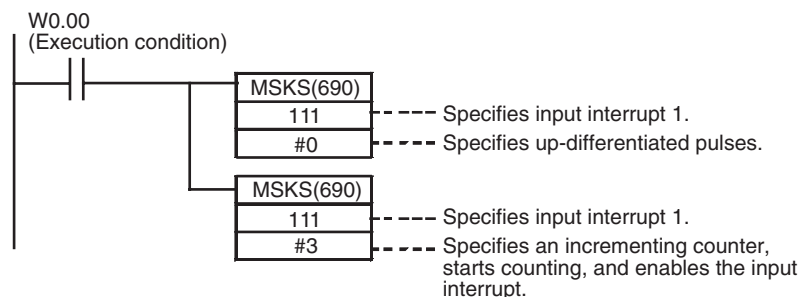 W0.00
(Execution condition)
MSKS(690)
111
Specifies input interrupt 1.
#0
Specifies up-differentiated pulses.
MSKS(690)
111
Specifies input interrupt 1.
#3
Specifies an incrementing counter,
starts counting, and enables the input
interrupt.